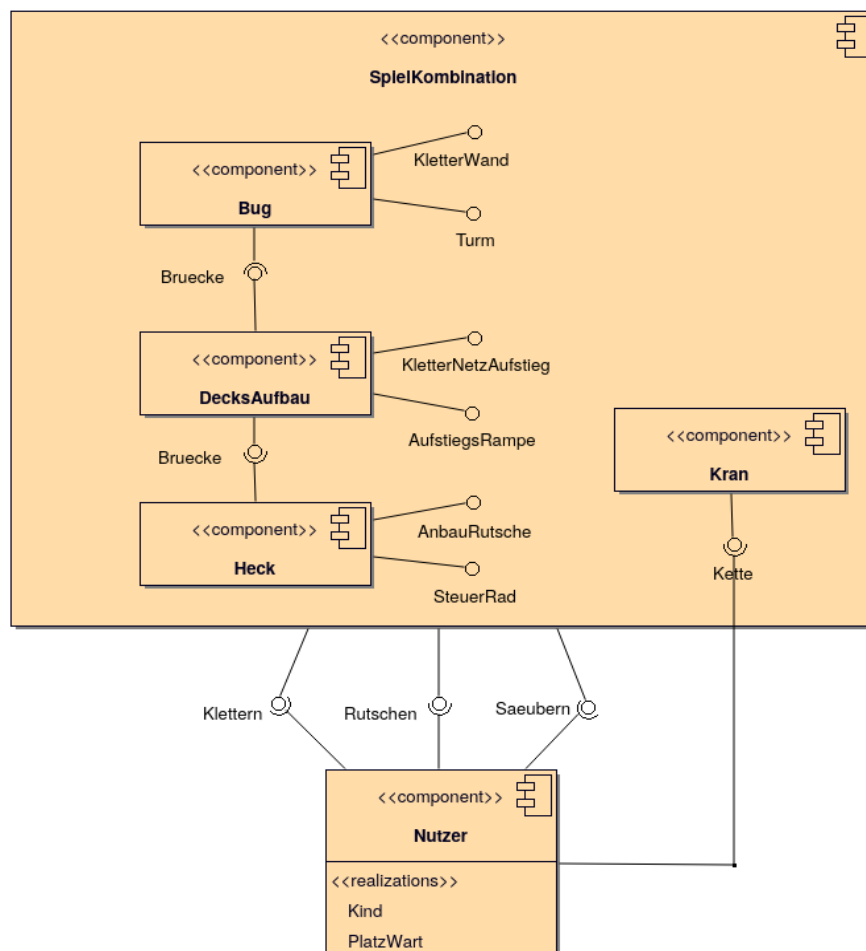 <<component>>
SpielKombination
<<component>>
Bug
KletterWand
Turm
Bruecke
<<component>>
DecksAufbau
KletterNetzAufstieg
AufstiegsRampe
<<component>>
Kran
Bruecke
<<component>>
Heck
AnbauRutsche
SteuerRad
Kette
Klettern
Rutschen
Saeubern
<<component>>
Nutzer
<<realizations>>
Kind
PlatzWart